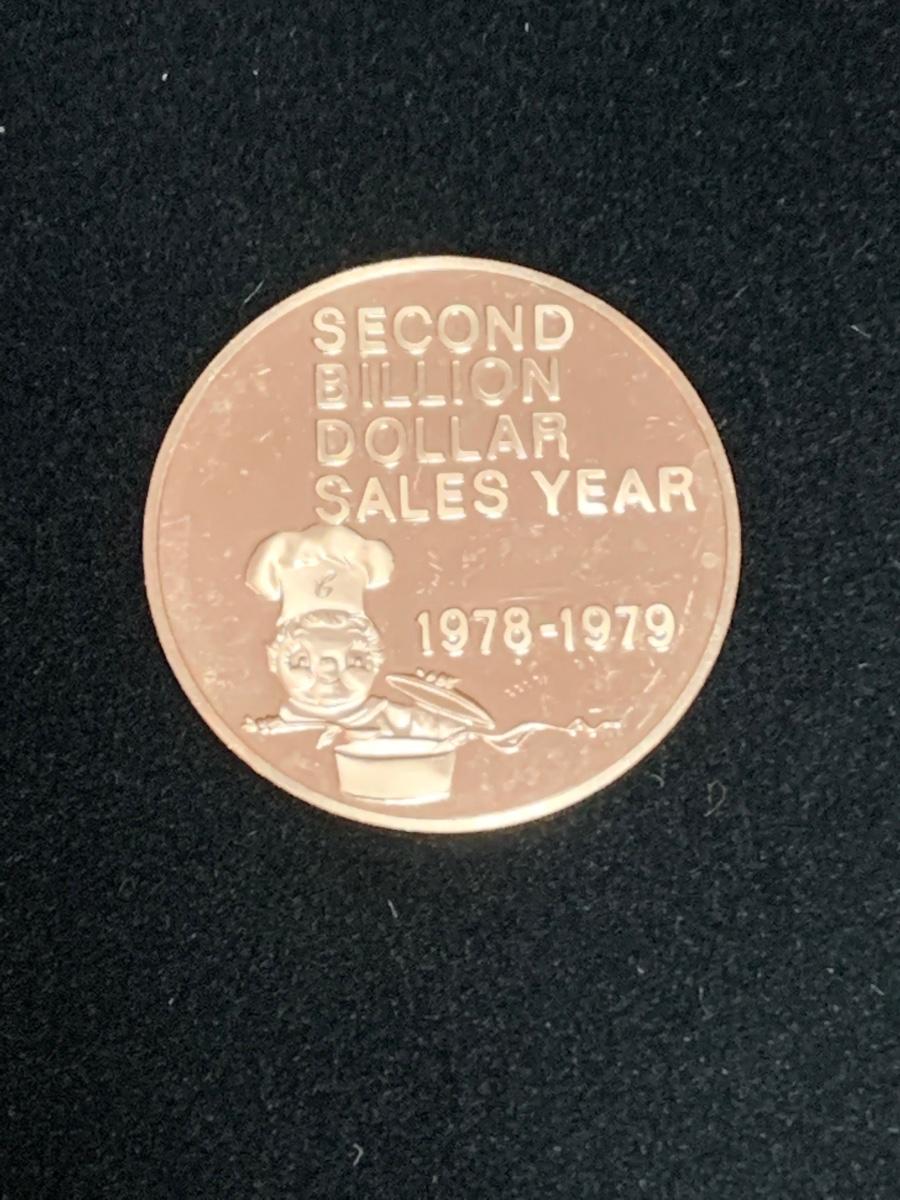 SECOND
BILLION
DOLLAR
SALES YEAR
1978-1979